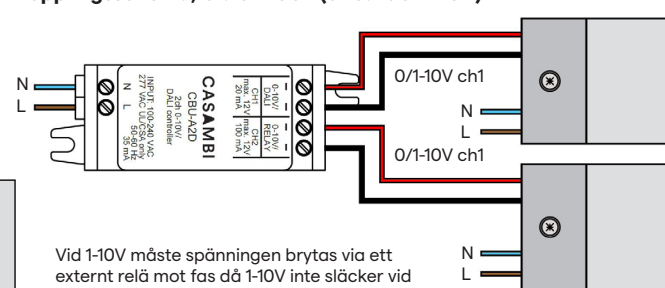 N
L
INPUT: 100-240 VAC
277 VAC UL/CSA only
50-60 Hz
35 mA
N L
CASAMBI
CBU-A2D
2ch 0-10V/
DALI controller
0-10V/
DALI
CH1
max. 12V
20 mA
0-10V/
RELAY
CH2
max. 12V
100 mA
0/1-10V ch1
N
L
0/1-10V ch1
N
L
Vid 1-10V måste spänningen brytas via ett
externt relä mot fas då 1-10V inte släcker vid